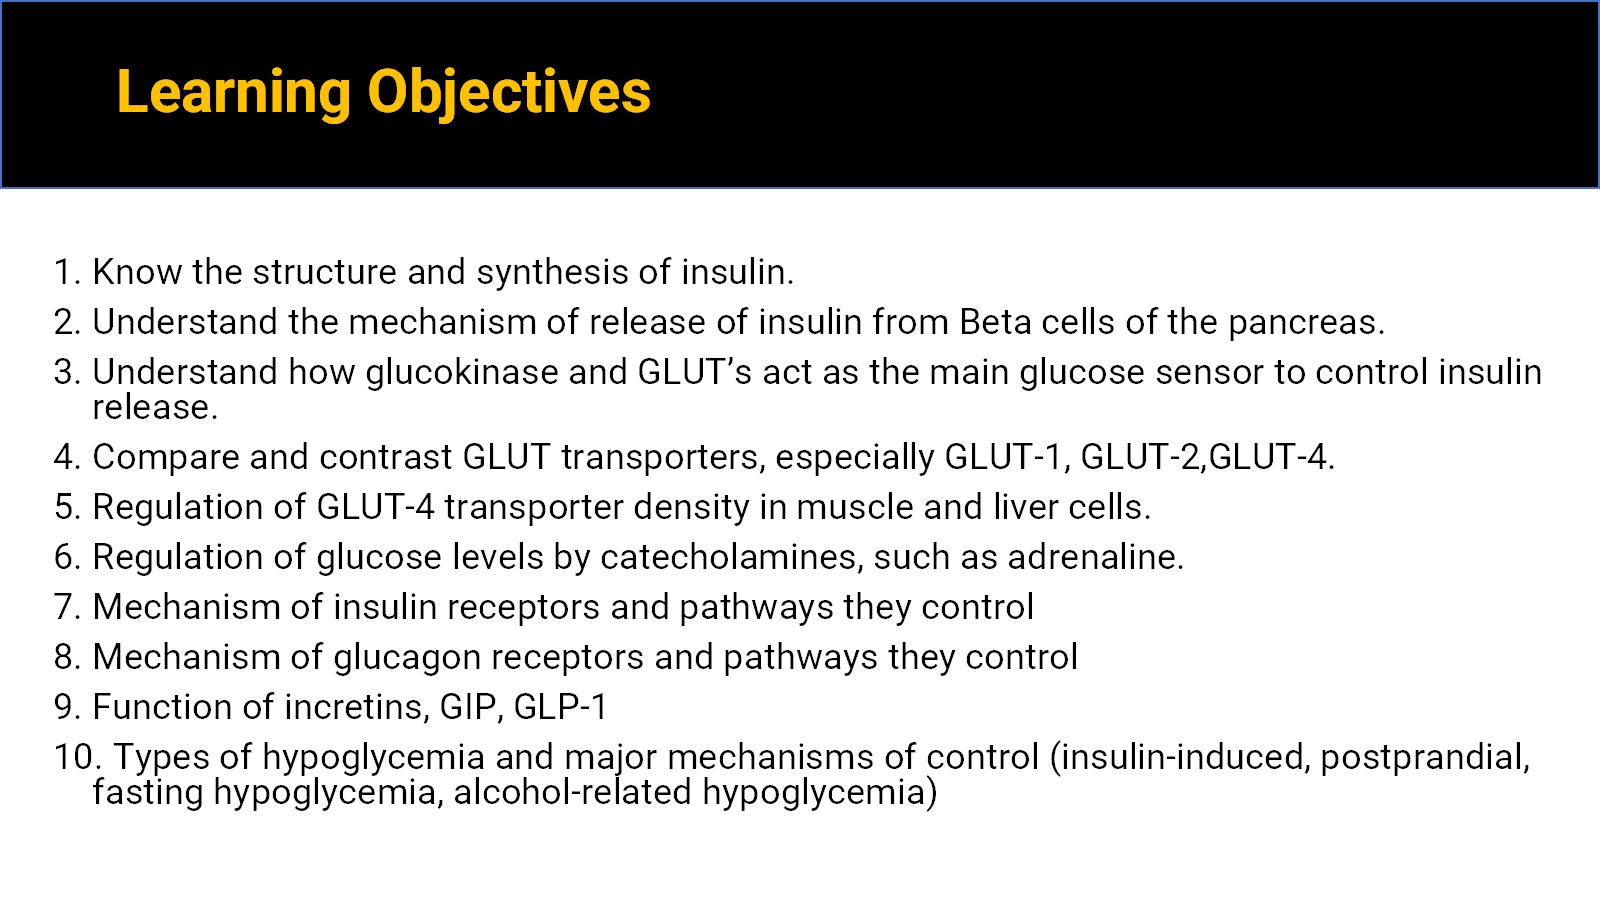 Learning Objectives
1. Know the structure and synthesis of insulin.
2. Understand the mechanism of release of insulin from Beta cells of the pancreas.
3. Understand how glucokinase and GLUT’s act as the main glucose sensor to control insulin
release.
4. Compare and contrast GLUT transporters, especially GLUT-1, GLUT-2,GLUT-4.
5. Regulation of GLUT-4 transporter density in muscle and liver cells.
6. Regulation of glucose levels by catecholamines, such as adrenaline.
7. Mechanism of insulin receptors and pathways they control
8. Mechanism of glucagon receptors and pathways they control
9. Function of incretins, GIP, GLP-1
10. Types of hypoglycemia and major mechanisms of control (insulin-induced, postprandial,
fasting hypoglycemia, alcohol-related hypoglycemia)